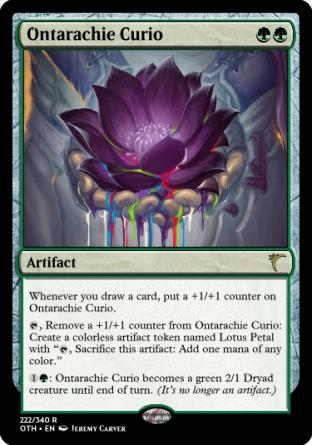 Ontarachie Curio
Artifact
Whenever you draw a card, put a +1/+1 counter on
Ontarachie Curio.
, Remove a +1/+1 counter from Ontarachie Curio:
Create a colorless artifact token named Lotus Petal
with “, Sacrifice this artifact: Add one mana of any
color.”
1: Ontarachie Curio becomes a green 2/1 Dryad
creature until end of turn. (It's no longer an artifact.)
222/340 R
OTH • EN Jeremy Carver